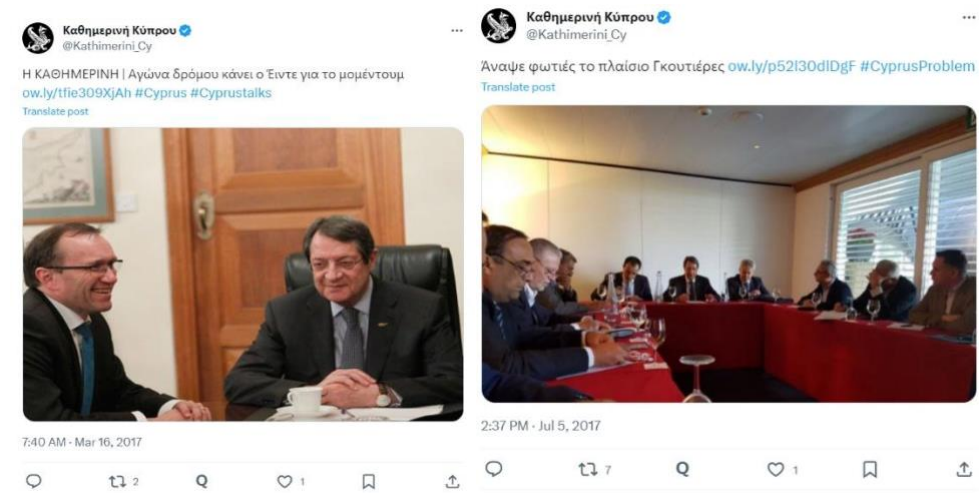 Καθημερινή Κύπρου
@Kathimerini_Cy
Η ΚΑΘΗΜΕΡΙΝΗ | Αγώνα δρόμου κάνει ο Έιντε για το μομέντουμ
ow.ly/tfie309XjAh #Cyprus #Cyprustalks
Translate post
7:40 AM · Mar 16, 2017
2
Q
1
Καθημερινή Κύπρου
@Kathimerini_Cy
Άναψε φωτιές το πλαίσιο Γκουτιέρες ow.ly/p52I30dlDgF #CyprusProblem
Translate post
2:37 PM · Jul 5, 2017
7
Q
1